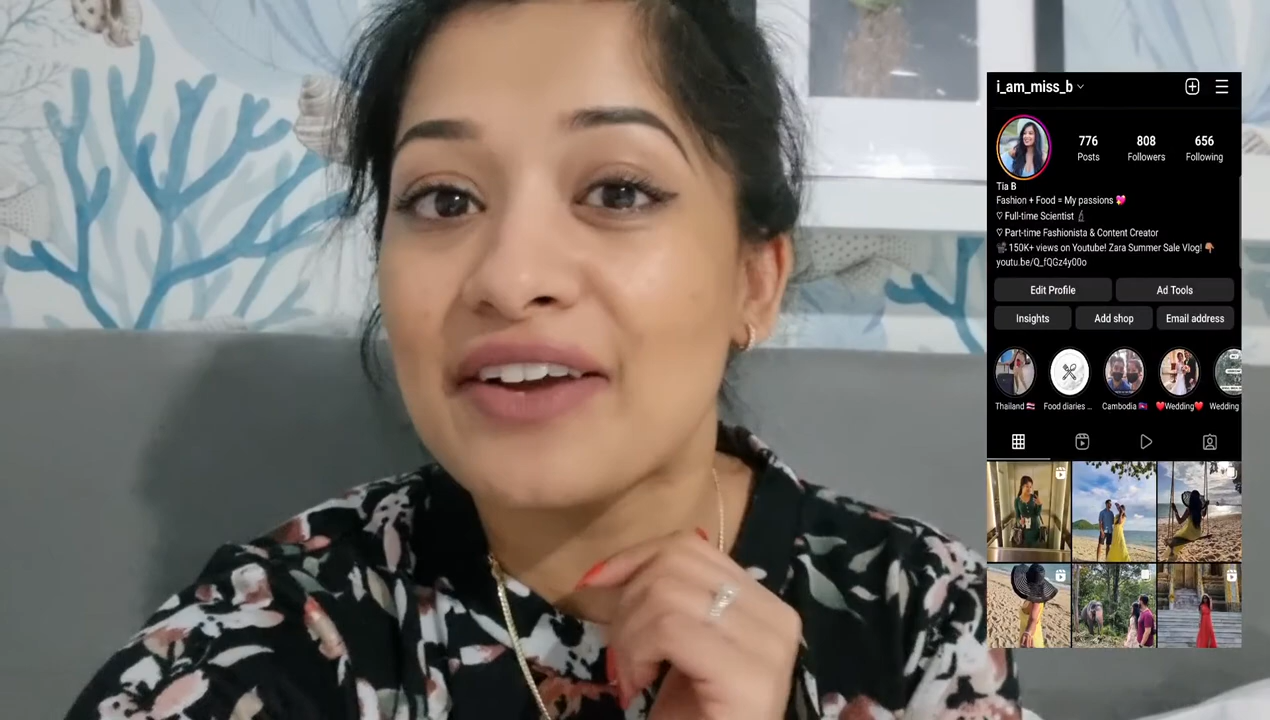 i_am_miss_b
776 808 656
Posts Followers Following
Tia B
Fashion + Food = My passions 💖
♡ Full-time Scientist 🔬
♡ Part-time Fashionista & Content Creator
📽 150K+ views on Youtube! Zara Summer Sale Vlog! 👇🏽
youtu.be/Q_fQGz4y00o
Edit Profile Ad Tools
Insights Add shop Email address
Thailand 🇹🇭 Food diaries ... Cambodia 🇰🇭 ❤️Wedding❤️ Wedding